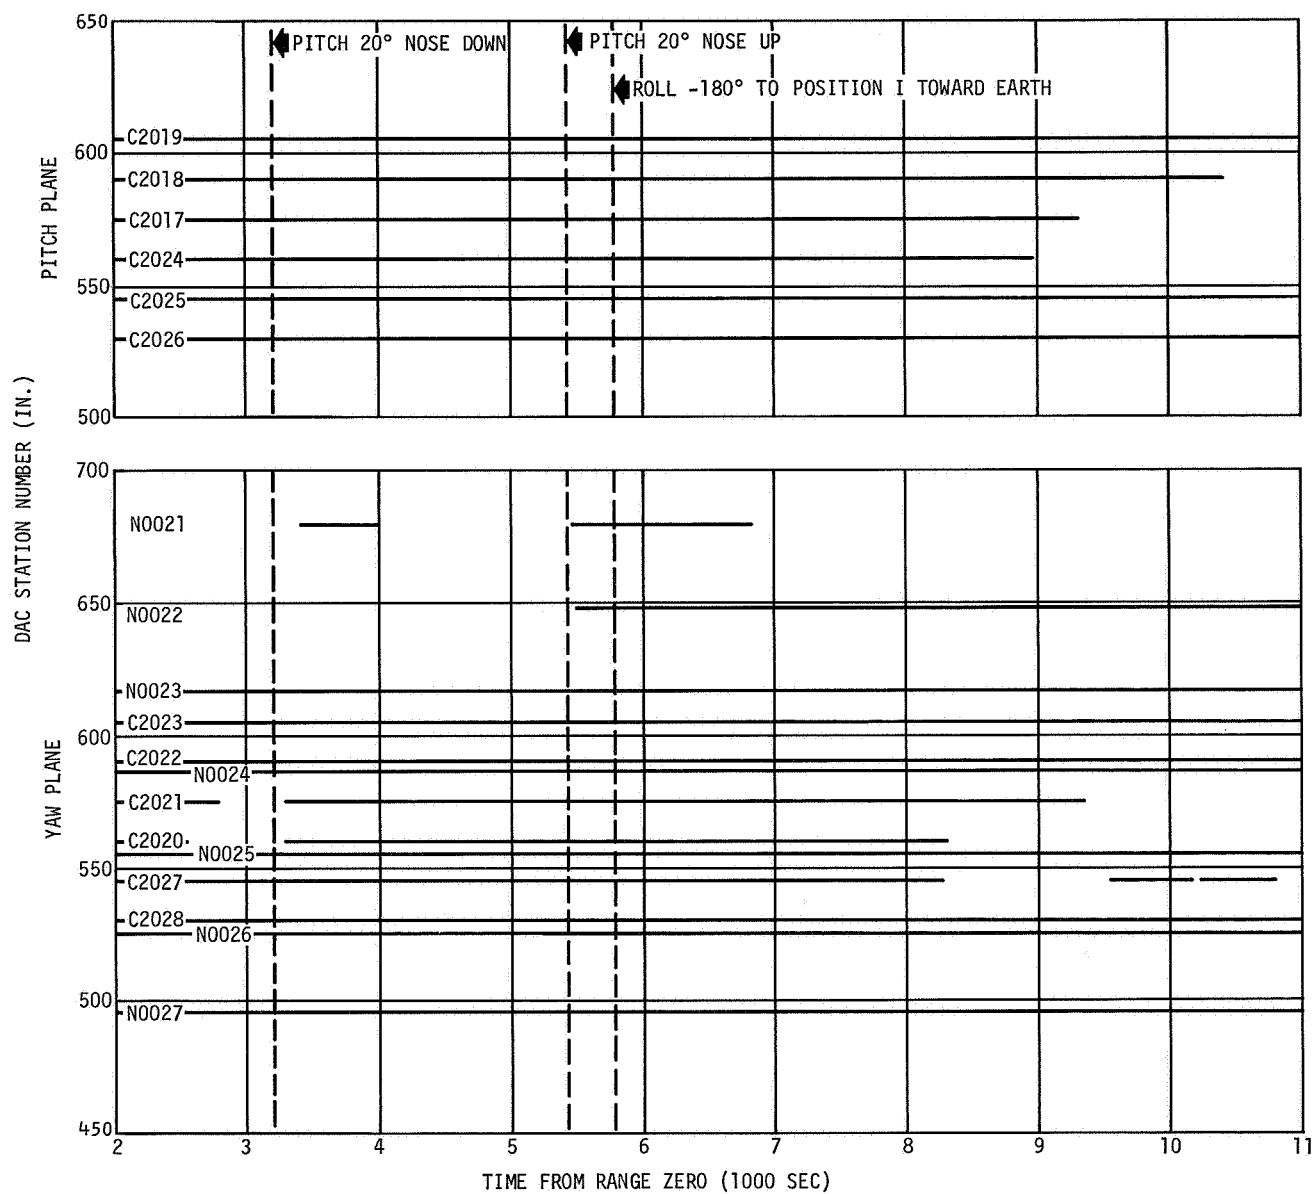 650
PITCH 20° NOSE DOWN
PITCH 20° NOSE UP
ROLL -180° TO POSITION I TOWARD EARTH
C2019
600
C2018
C2017
C2024
550
C2025
C2026
500
PITCH PLANE
DAC STATION NUMBER (IN.)
700
N0021
650
N0022
N0023
C2023
600
C2022
N0024
C2021
C2020
N0025
550
C2027
C2028
N0026
500
N0027
450
YAW PLANE
2 3 4 5 6 7 8 9 10 11
TIME FROM RANGE ZERO (1000 SEC)